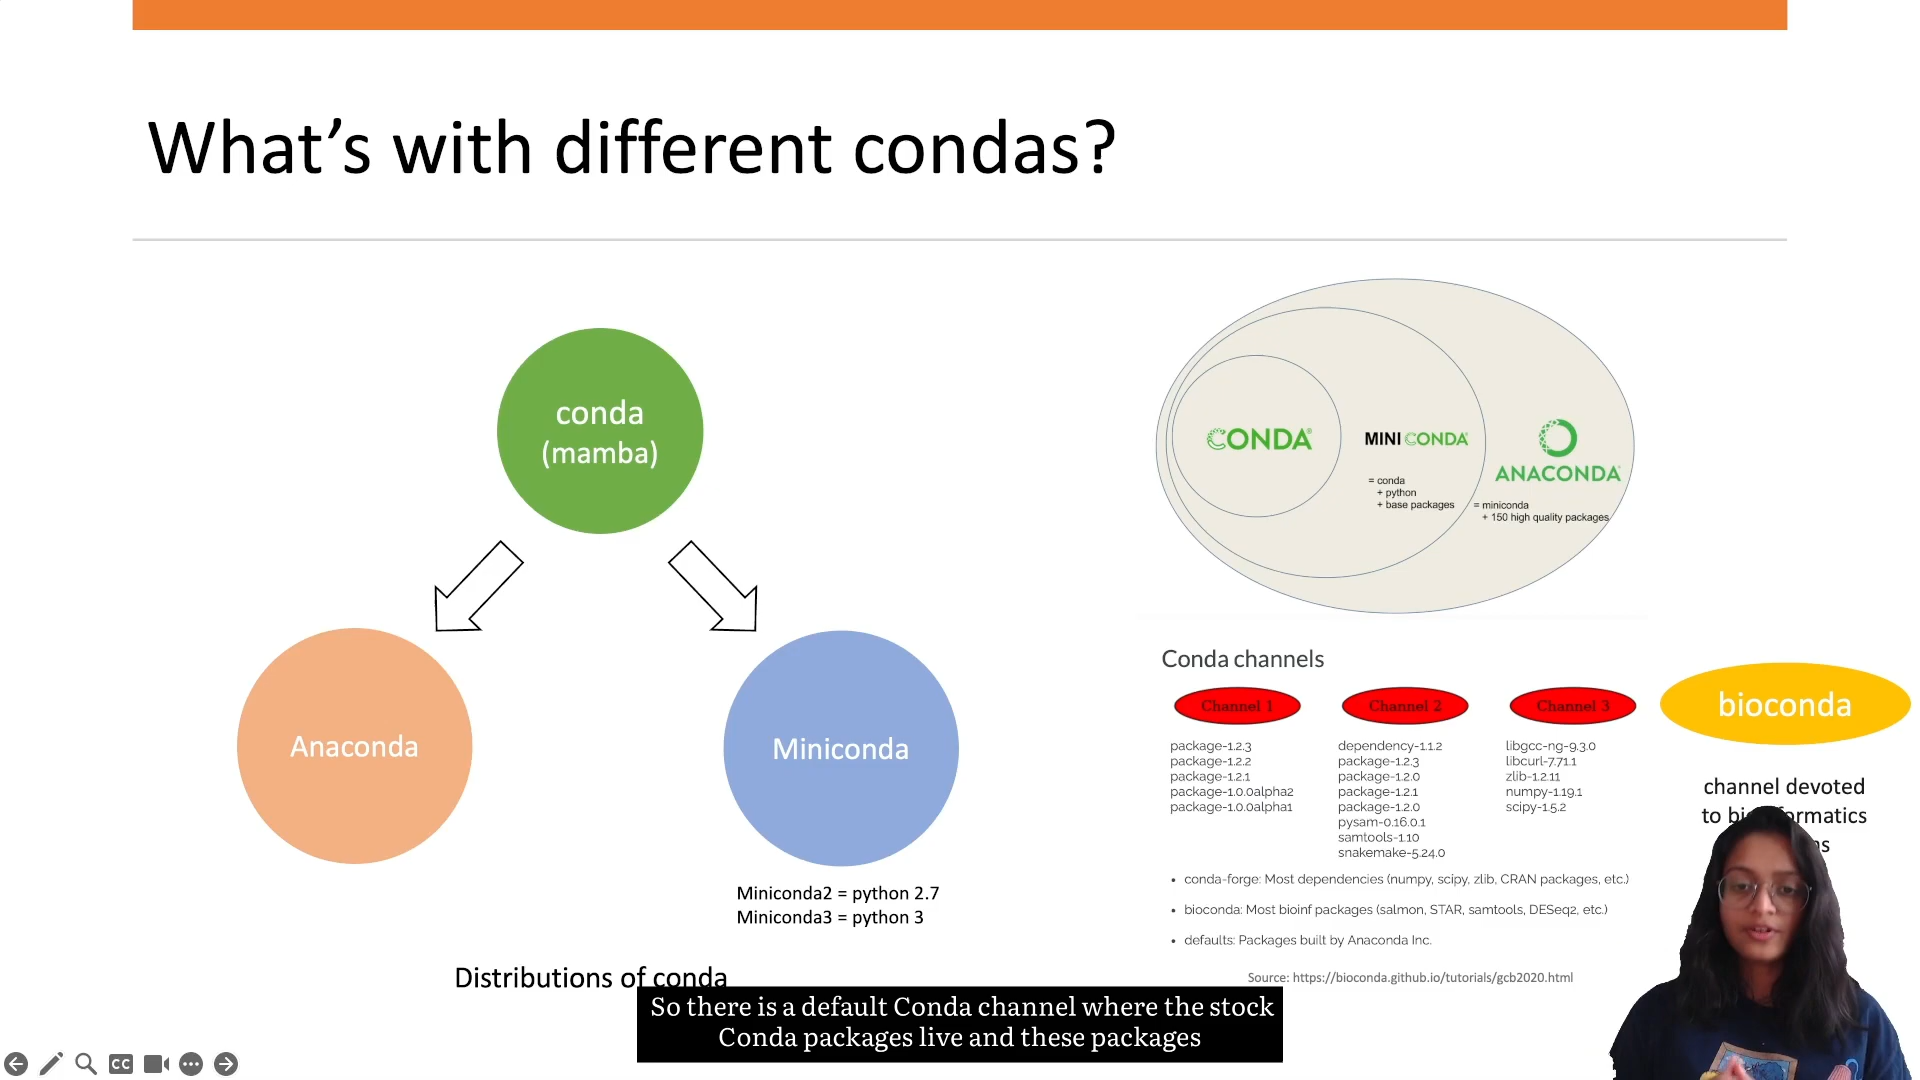 What's with different condas?
conda
(mamba)
Anaconda
Miniconda
Miniconda2 = python 2.7
Miniconda3 = python 3
Distributions of conda
CONDA
MINI CONDA
= conda
+ python
+ base packages
ANACONDA
= miniconda
+ 150 high quality packages
Conda channels
Channel 1
package-1.2.3
package-1.2.2
package-1.2.1
package-1.0.0alpha2
package-1.0.0alpha1
Channel 2
dependency-1.1.2
package-1.2.3
package-1.2.0
package-1.2.1
package-1.2.0
pysam-0.16.0.1
samtools-1.10
snakemake-5.24.0
Channel 3
libgcc-ng-9.3.0
libcurl-7.71.1
zlib-1.2.11
numpy-1.19.1
scipy-1.5.2
• conda-forge: Most dependencies (numpy, scipy, zlib, CRAN packages, etc.)
• bioconda: Most bioinf packages (salmon, STAR, samtools, DESeq2, etc.)
• defaults: Packages built by Anaconda Inc.
Source: https://bioconda.github.io/tutorials/gcb2020.html
bioconda
channel devoted
to
So there is a default Conda channel where the stock
Conda packages live and these packages
CC